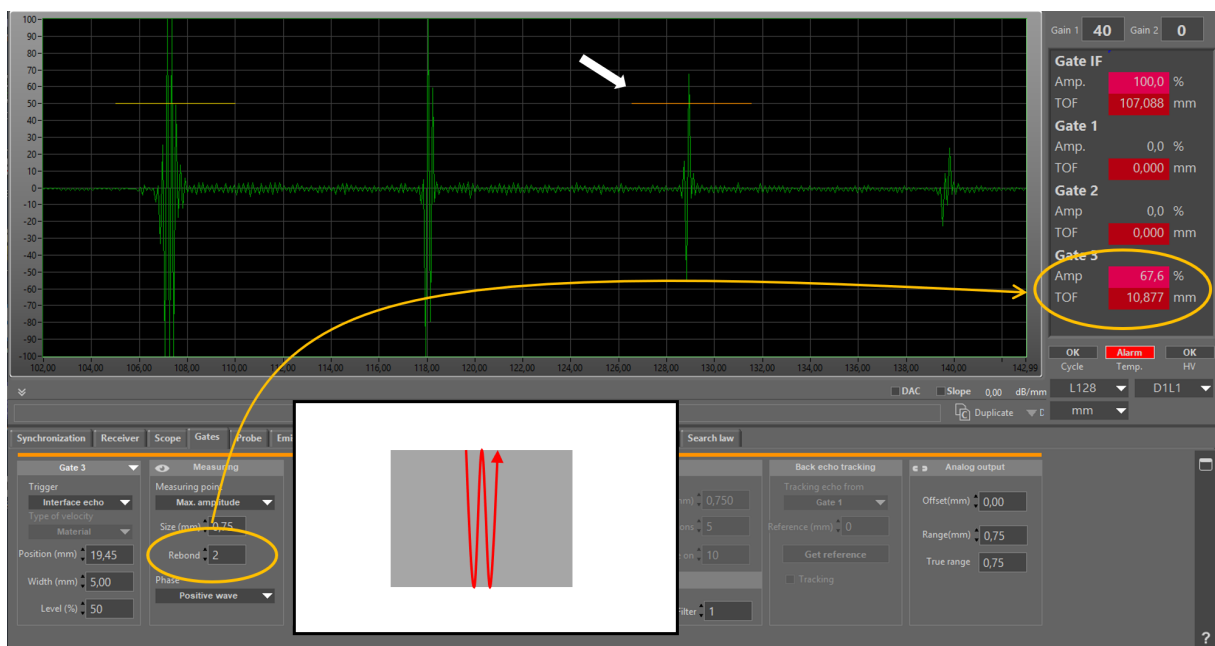 100
90
80
70
60
50
40
30
20
10
0
-10
-20
-30
-40
-50
-60
-70
-80
-90
-100
102,00 104,00 106,00 108,00 110,00 112,00 114,00 116,00 118,00 120,00 122,00 124,00 126,00 128,00 130,00 132,00 134,00 136,00 138,00 140,00 142,99
Gain 1 40 Gain 2 0
Gate IF
Amp. 100,0 %
TOF 107,088 mm
Gate 1
Amp. 0,0 %
TOF 0,000 mm
Gate 2
Amp 0,0 %
TOF 0,000 mm
Gate 3
Amp 67,6 %
TOF 10,877 mm
OK Alarm OK
Cycle Temp. HV
L128 D1L1
mm
DAC Slope 0,00 dB/mm
Duplicate D
Synchronization Receiver Scope Gates Probe Emi Search law
Gate 3
Trigger
Interface echo
Type of velocity
Material
Position (mm) 19,45
Width (mm) 5,00
Level (%) 50
Measuring
Measuring point
Max. amplitude
Size (mm) 0,75
Rebond 2
Phase
Positive wave
mm) 0,750
ons 5
e on 10
Filter 1
Back echo tracking
Tracking echo from
Gate 1
Reference (mm) 0
Get reference
Tracking
Analog output
Offset(mm) 0,00
Range(mm) 0,75
True range 0,75
?